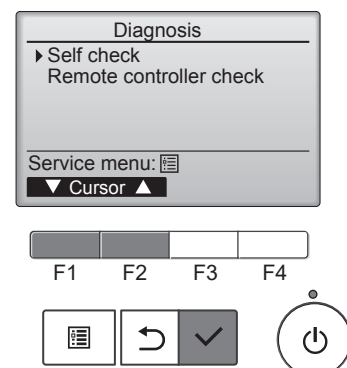 Diagnosis
Self check
Remote controller check
Service menu:
▼ Cursor ▲
F1 F2 F3 F4